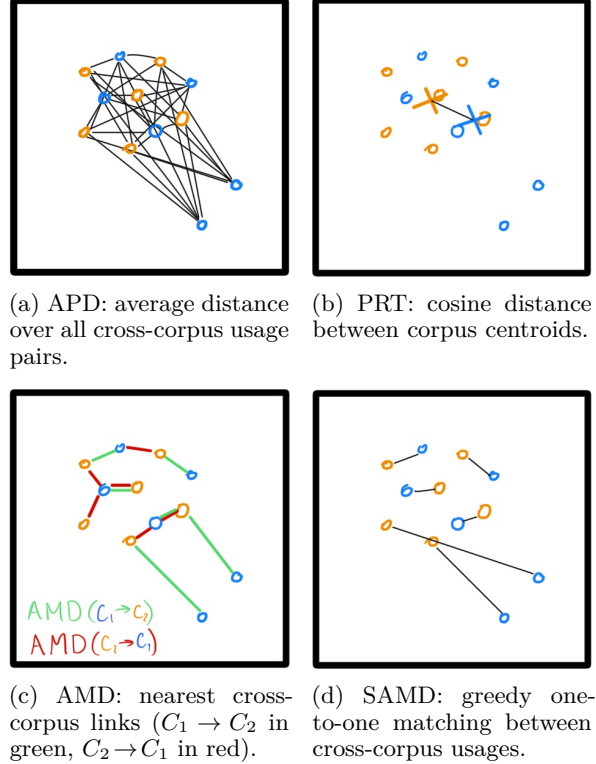 (a) APD: average distance
over all cross-corpus usage
pairs.
(b) PRT: cosine distance
between corpus centroids.
AMD(C₁→C₂)
AMD(C₂→C₁)
(c) AMD: nearest cross-
corpus links (C₁ → C₂ in
green, C₂→C₁ in red).
(d) SAMD: greedy one-
to-one matching between
cross-corpus usages.